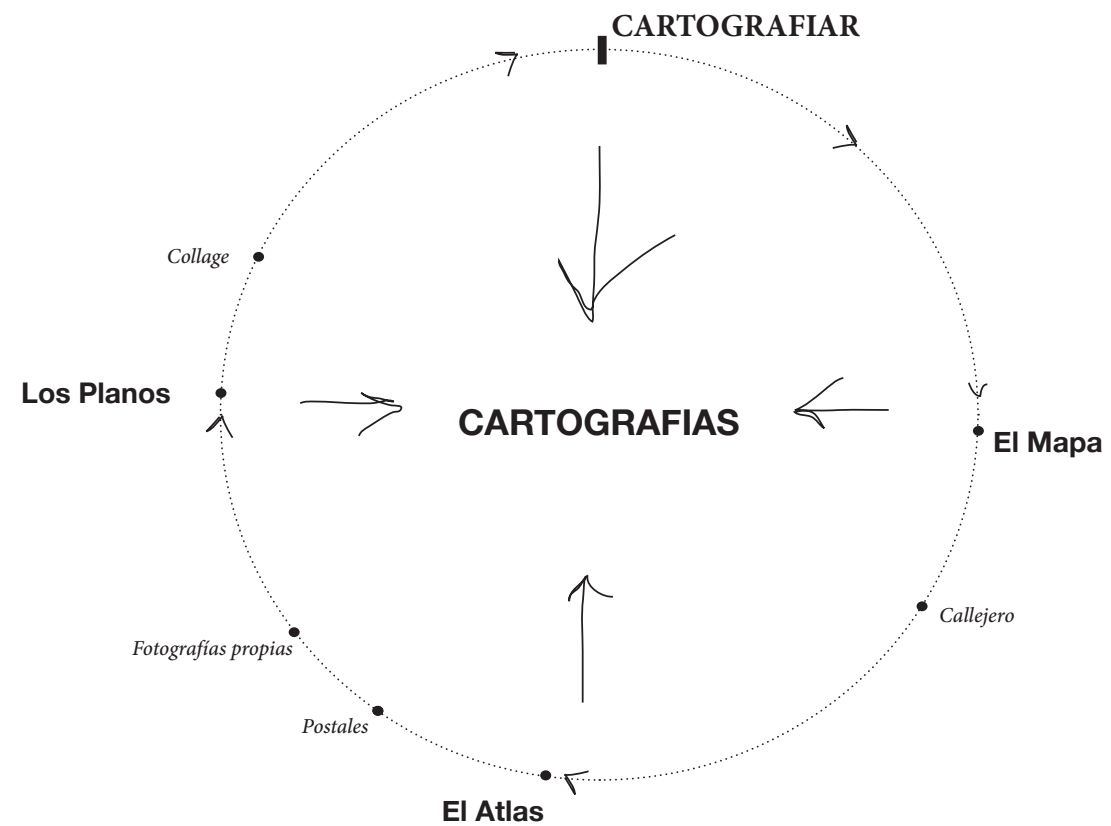 CARTOGRAFIAR
Collage
Los Planos
CARTOGRAFIAS
El Mapa
Callejero
Fotografías propias
Postales
El Atlas